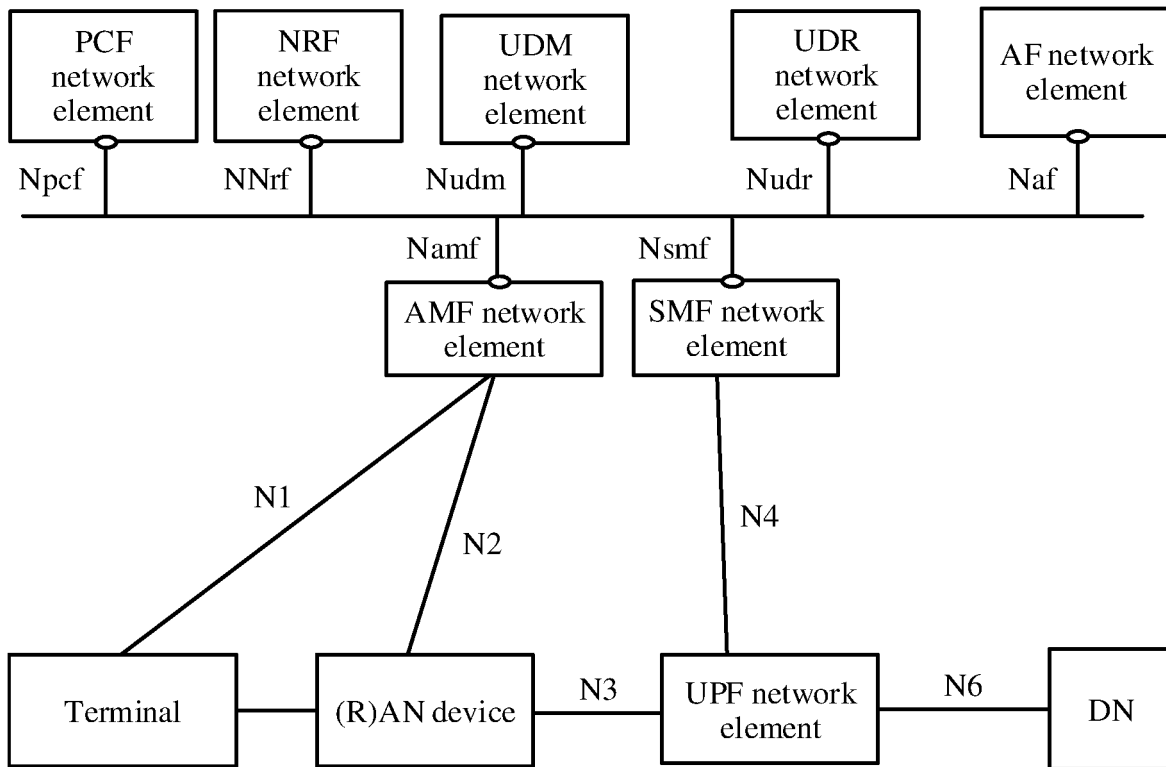 PCF
network
element
NRF
network
element
UDM
network
element
UDR
network
element
AF network
element
Npcf
NNrf
Nudm
Nudr
Naf
Namf
Nsmf
AMF network
element
SMF network
element
N1
N2
N4
Terminal
(R)AN device
N3
UPF network
element
N6
DN